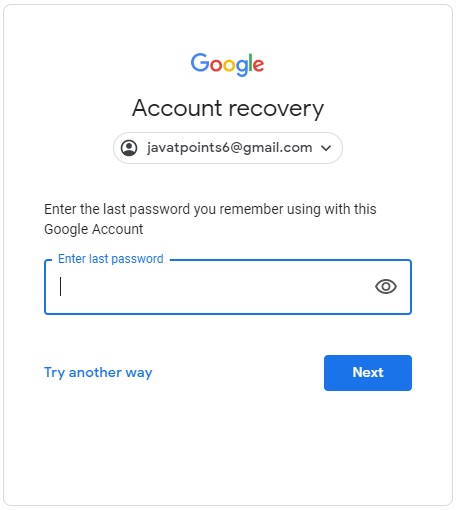 Google
Account recovery
javatpoints6@gmail.com
Enter the last password you remember using with this
Google Account
Enter last password
Try another way
Next